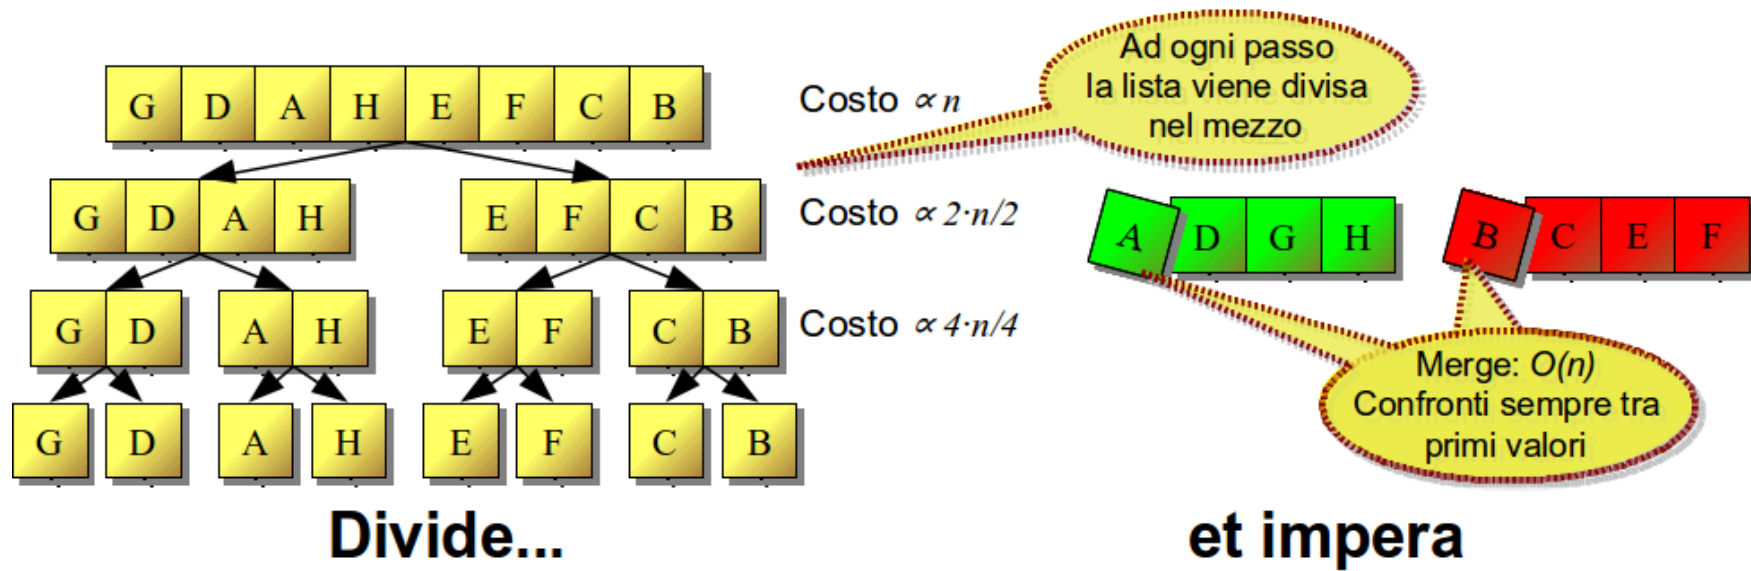 G D A H E F C B
Costo ∝ n
Ad ogni passo
la lista viene divisa
nel mezzo
G D A H
E F C B
Costo ∝ 2·n/2
G D
A H
E F
C B
Costo ∝ 4·n/4
G
D
A
H
E
F
C
B
Divide...
A D G H
B C E F
Merge: O(n)
Confronti sempre tra
primi valori
et impera